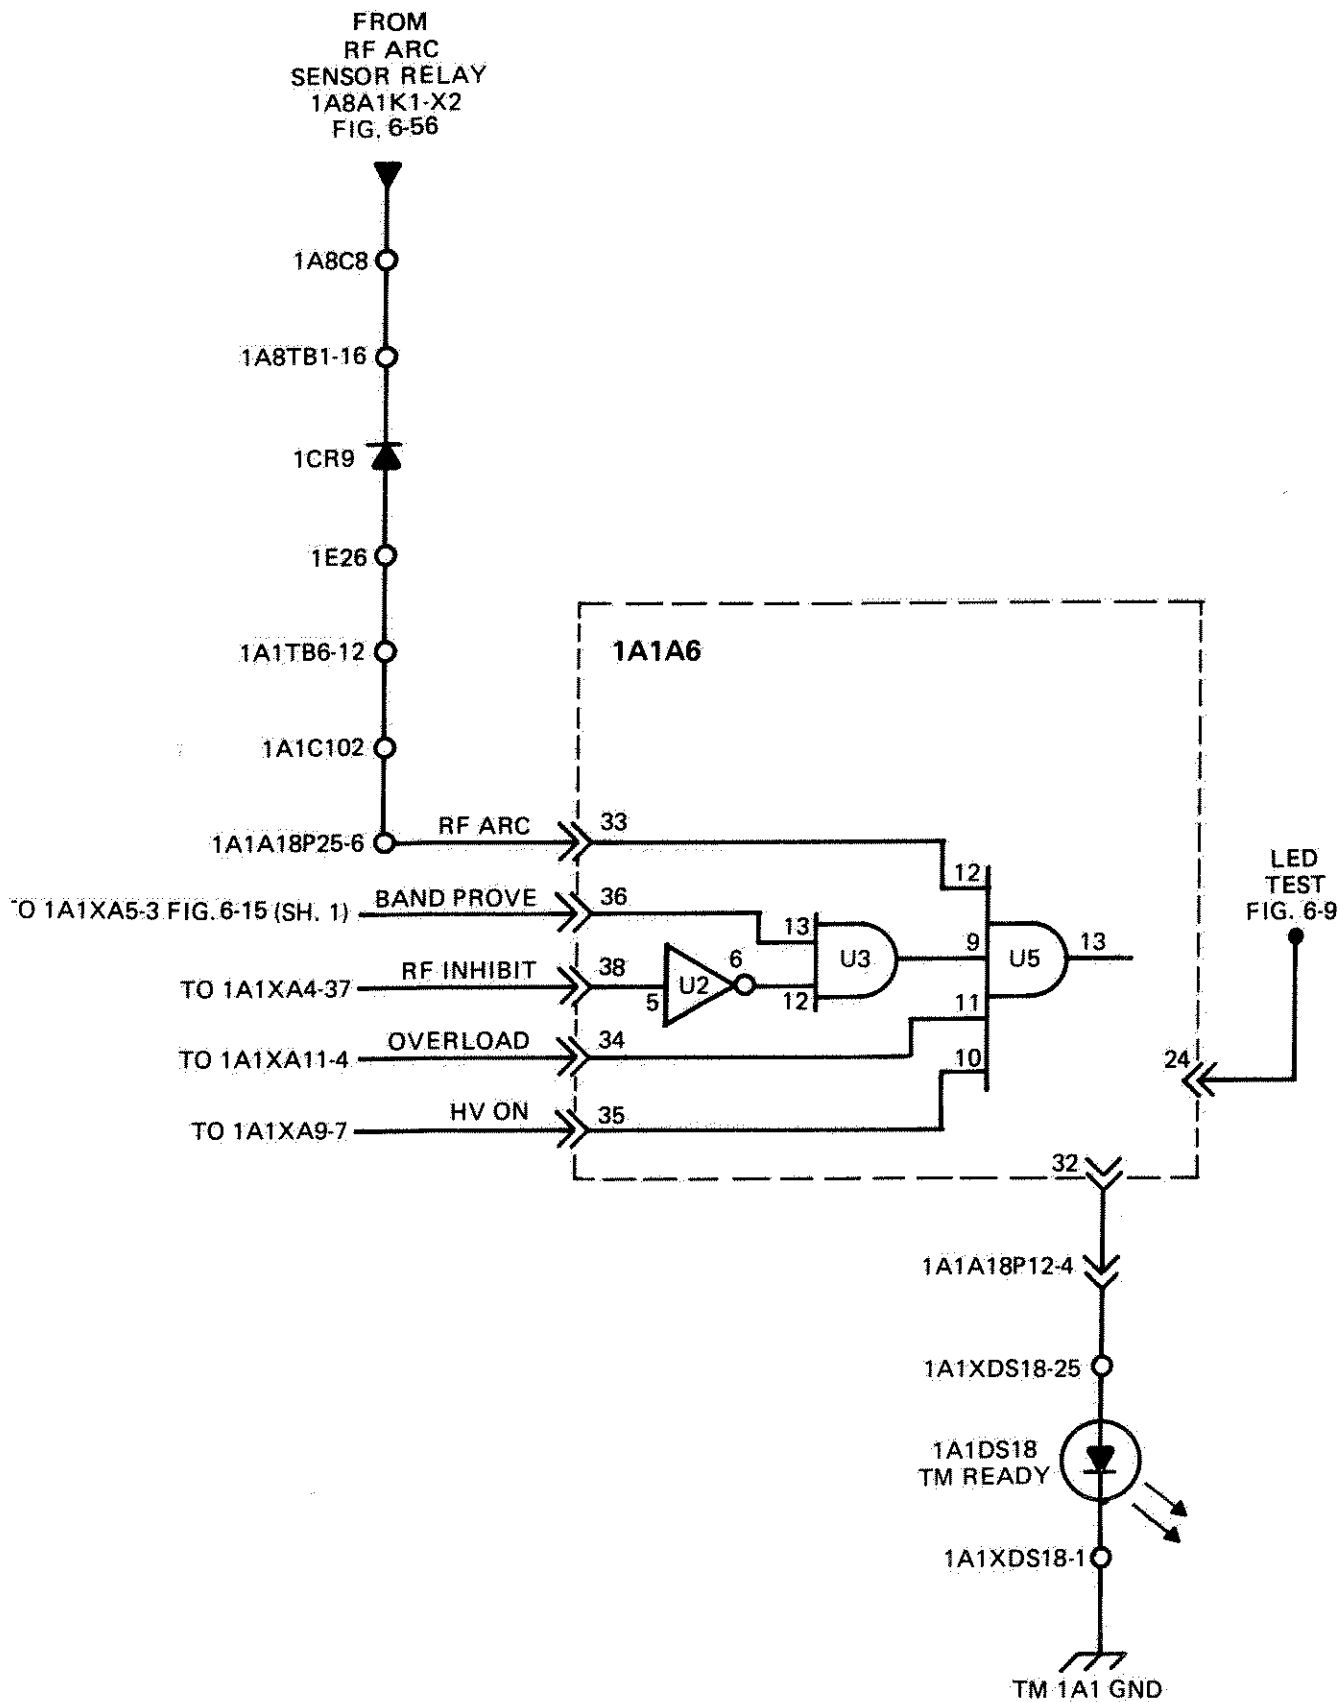 FROM
RF ARC
SENSOR RELAY
1A8A1K1-X2
FIG. 6-56
1A8C8
1A8TB1-16
1CR9
1E26
1A1TB6-12
1A1A6
1A1C102
1A1A18P25-6
RF ARC
33
TO 1A1XA5-3 FIG. 6-15 (SH. 1)
BAND PROVE
36
TO 1A1XA4-37
RF INHIBIT
38
5
U2
6
13
12
U3
12
9
11
10
U5
13
TO 1A1XA11-4
OVERLOAD
34
TO 1A1XA9-7
HV ON
35
LED
TEST
FIG. 6-9
24
32
1A1A18P12-4
1A1XDS18-25
1A1DS18
TM READY
1A1XDS18-1
TM 1A1 GND